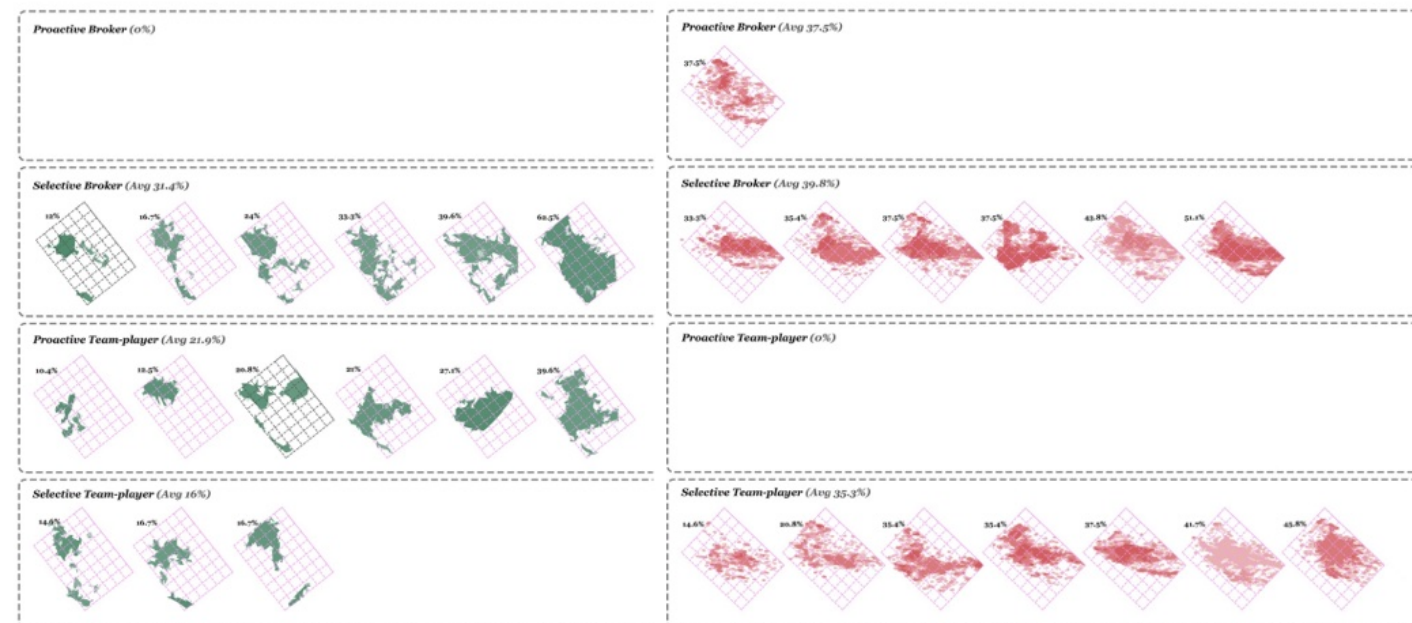 Proactive Broker (0%)
Selective Broker (Avg 31.4%)
12% 16.7% 24% 33.3% 39.6% 62.5%
Proactive Team-player (Avg 21.9%)
10.4% 12.5% 20.8% 21% 27.1% 39.6%
Selective Team-player (Avg 16%)
14.6% 16.7% 16.7%
Proactive Broker (Avg 37.5%)
37.5%
Selective Broker (Avg 39.8%)
33.3% 35.4% 37.5% 37.5% 43.8% 51.1%
Proactive Team-player (0%)
Selective Team-player (Avg 35.3%)
14.6% 20.8% 33.4% 33.4% 37.5% 41.7% 43.8%